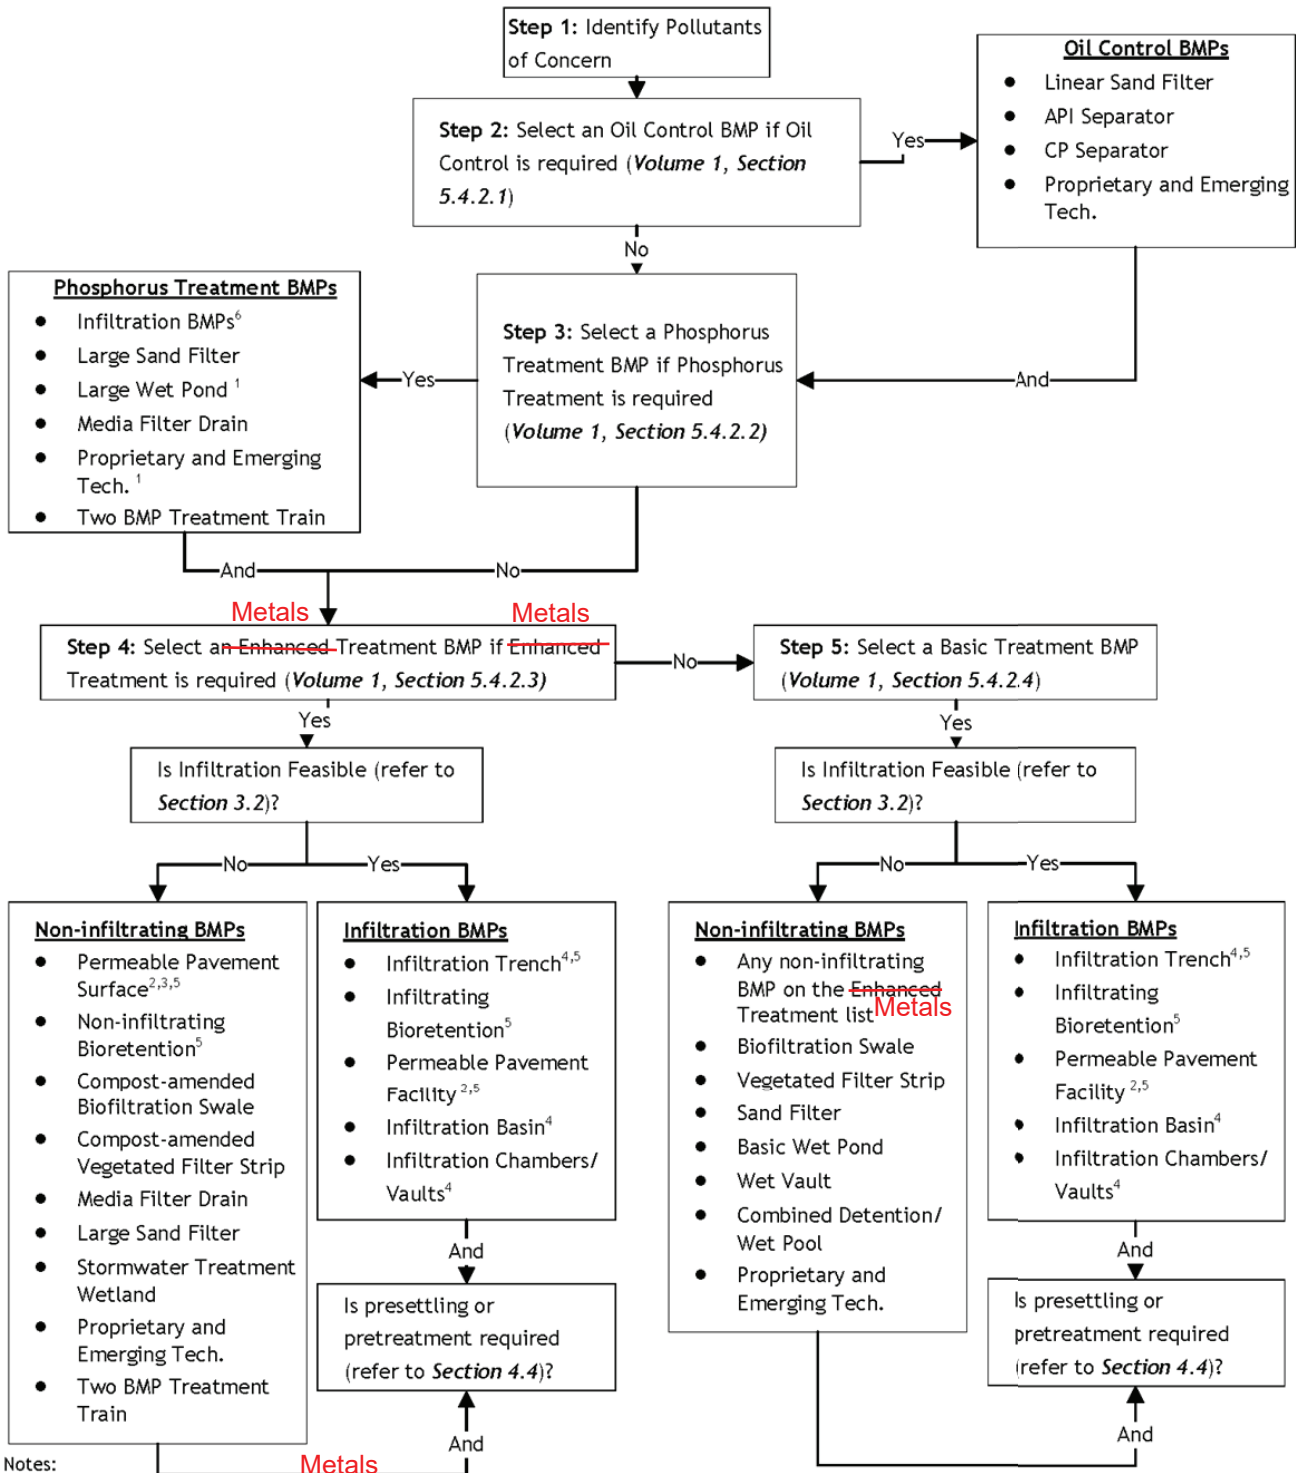 Step 1: Identify Pollutants
of Concern
Oil Control BMPs
● Linear Sand Filter
● API Separator
● CP Separator
● Proprietary and Emerging
Tech.
Step 2: Select an Oil Control BMP if Oil
Control is required (Volume 1, Section
5.4.2.1)
Yes
No
Phosphorus Treatment BMPs
● Infiltration BMPs6
● Large Sand Filter
● Large Wet Pond 1
● Media Filter Drain
● Proprietary and Emerging
Tech. 1
● Two BMP Treatment Train
Yes
Step 3: Select a Phosphorus
Treatment BMP if Phosphorus
Treatment is required
(Volume 1, Section 5.4.2.2)
And
And
No
Metals
Metals
Step 4: Select an Enhanced Treatment BMP if Enhanced
Treatment is required (Volume 1, Section 5.4.2.3)
No
Step 5: Select a Basic Treatment BMP
(Volume 1, Section 5.4.2.4)
Yes
Yes
Is Infiltration Feasible (refer to
Section 3.2)?
Is Infiltration Feasible (refer to
Section 3.2)?
No
Yes
No
Yes
Non-infiltrating BMPs
● Permeable Pavement
Surface2,3,5
● Non-infiltrating
Bioretention5
● Compost-amended
Biofiltration Swale
● Compost-amended
Vegetated Filter Strip
● Media Filter Drain
● Large Sand Filter
● Stormwater Treatment
Wetland
● Proprietary and
Emerging Tech.
● Two BMP Treatment
Train
Infiltration BMPs
● Infiltration Trench4,5
● Infiltrating
Bioretention5
● Permeable Pavement
Facility 2,5
● Infiltration Basin4
● Infiltration Chambers/
Vaults4
And
Is presettling or
pretreatment required
(refer to Section 4.4)?
And
Non-infiltrating BMPs
● Any non-infiltrating
BMP on the Enhanced
Metals
Treatment list
● Biofiltration Swale
● Vegetated Filter Strip
● Sand Filter
● Basic Wet Pond
● Wet Vault
● Combined Detention/
Wet Pool
● Proprietary and
Emerging Tech.
Infiltration BMPs
● Infiltration Trench4,5
● Infiltrating
Bioretention5
● Permeable Pavement
Facility 2,5
● Infiltration Basin4
● Infiltration Chambers/
Vaults4
And
Is presettling or
pretreatment required
(refer to Section 4.4)?
And
Notes:
Metals